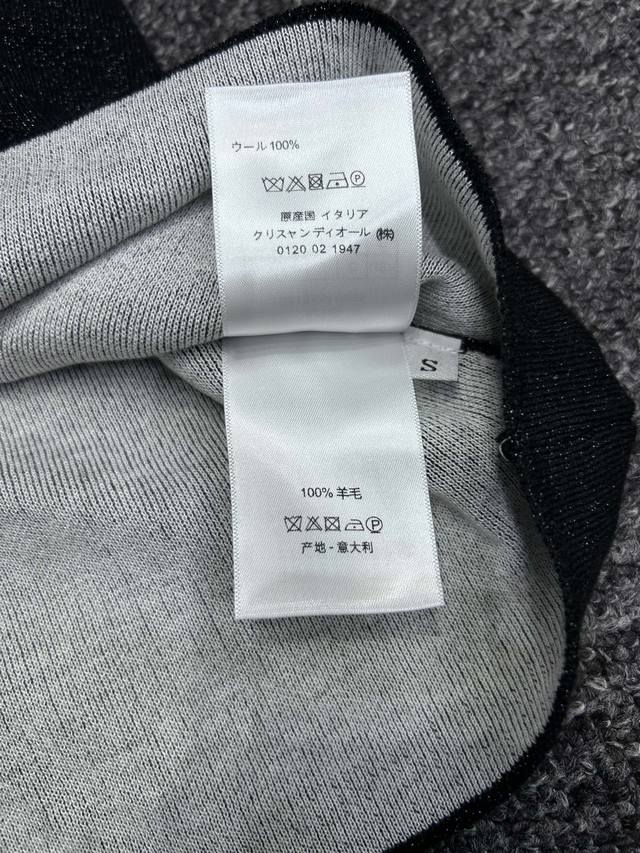 ウール 100%
原産国 イタリア
クリスャンディオール (株)
0120 02 1947
S
100% 羊毛
产地 - 意大利